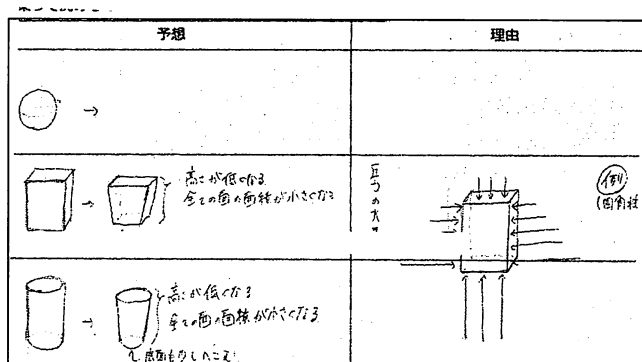 予想
理由
高さが低くなる
全ての面の面積が小さくなる
圧力の大
例
(四角柱
高さが低くなる
全ての面の面積が小さくなる
底面も少しへこむ